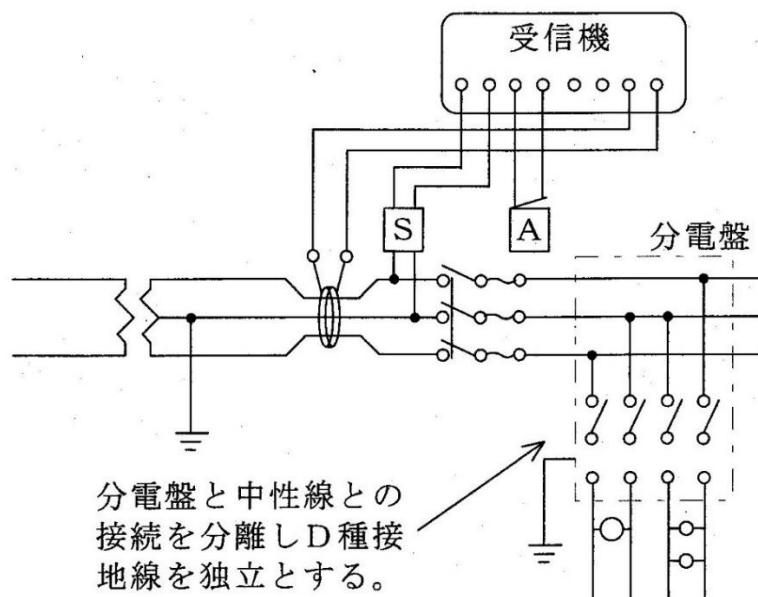 受信機
S
A
分電盤
分電盤と中性線との
接続を分離しD種接
地線を独立とする。